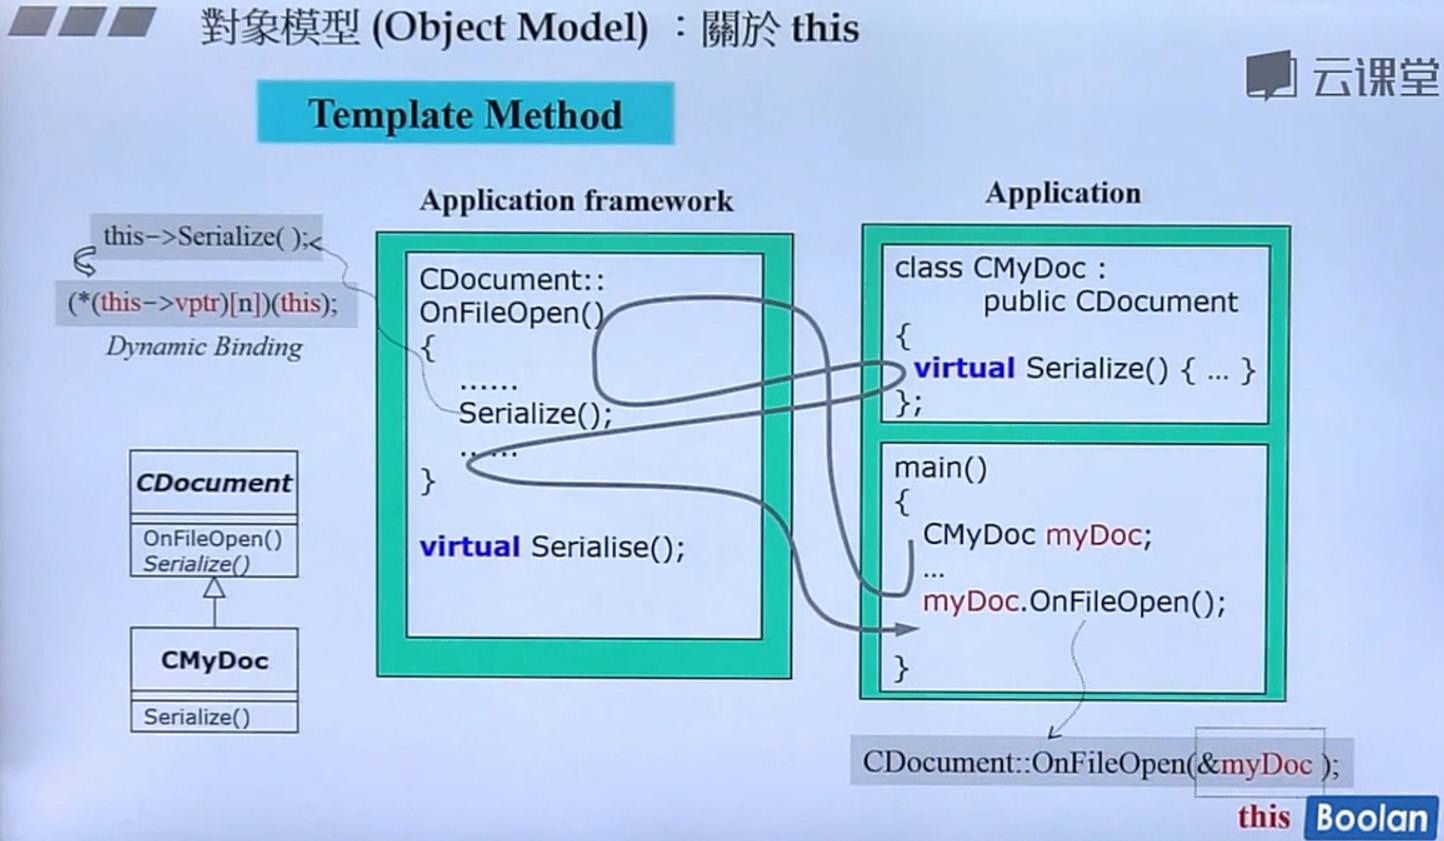 對象模型 (Object Model) ：關於 this
云课堂
Template Method
Application framework
Application
this->Serialize( );
(*(this->vptr)[n])(this);
Dynamic Binding
CDocument::
OnFileOpen()
{
......
Serialize();
......
}
virtual Serialise();
class CMyDoc :
public CDocument
{
virtual Serialize() { ... }
};
main()
{
CMyDoc myDoc;
...
myDoc.OnFileOpen();
}
CDocument
OnFileOpen()
Serialize()
CMyDoc
Serialize()
CDocument::OnFileOpen(&myDoc );
this
Boolan